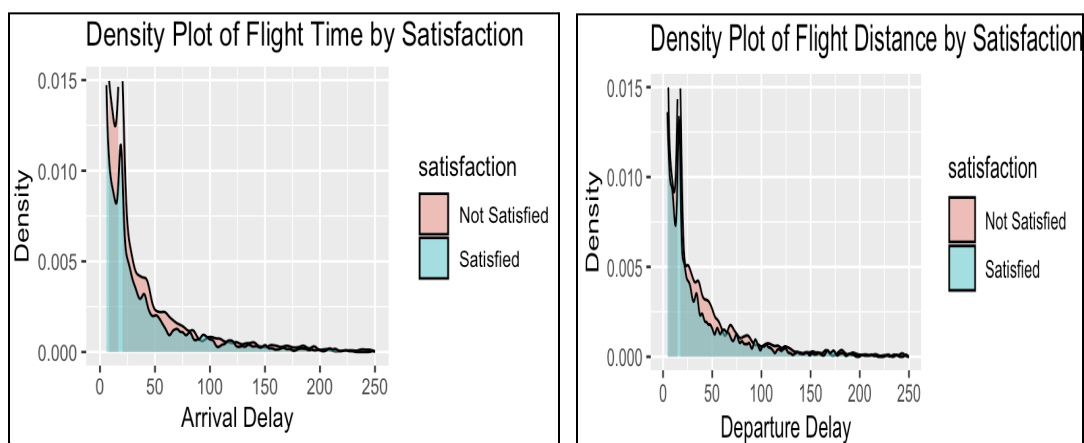 Density Plot of Flight Time by Satisfaction
0.015
0.010
0.005
0.000
Density
0
50
100
150
200
250
Arrival Delay
satisfaction
Not Satisfied
Satisfied
Density Plot of Flight Distance by Satisfaction
0.015
0.010
0.005
0.000
Density
0
50
100
150
200
250
Departure Delay
satisfaction
Not Satisfied
Satisfied